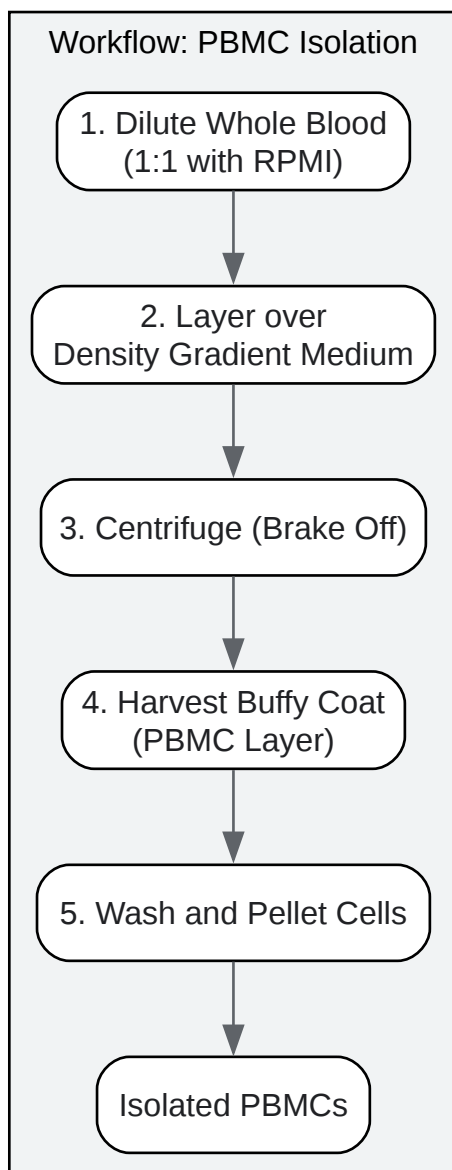 Workflow: PBMC Isolation
1. Dilute Whole Blood
(1:1 with RPMI)
2. Layer over
Density Gradient Medium
3. Centrifuge (Brake Off)
4. Harvest Buffy Coat
(PBMC Layer)
5. Wash and Pellet Cells
Isolated PBMCs